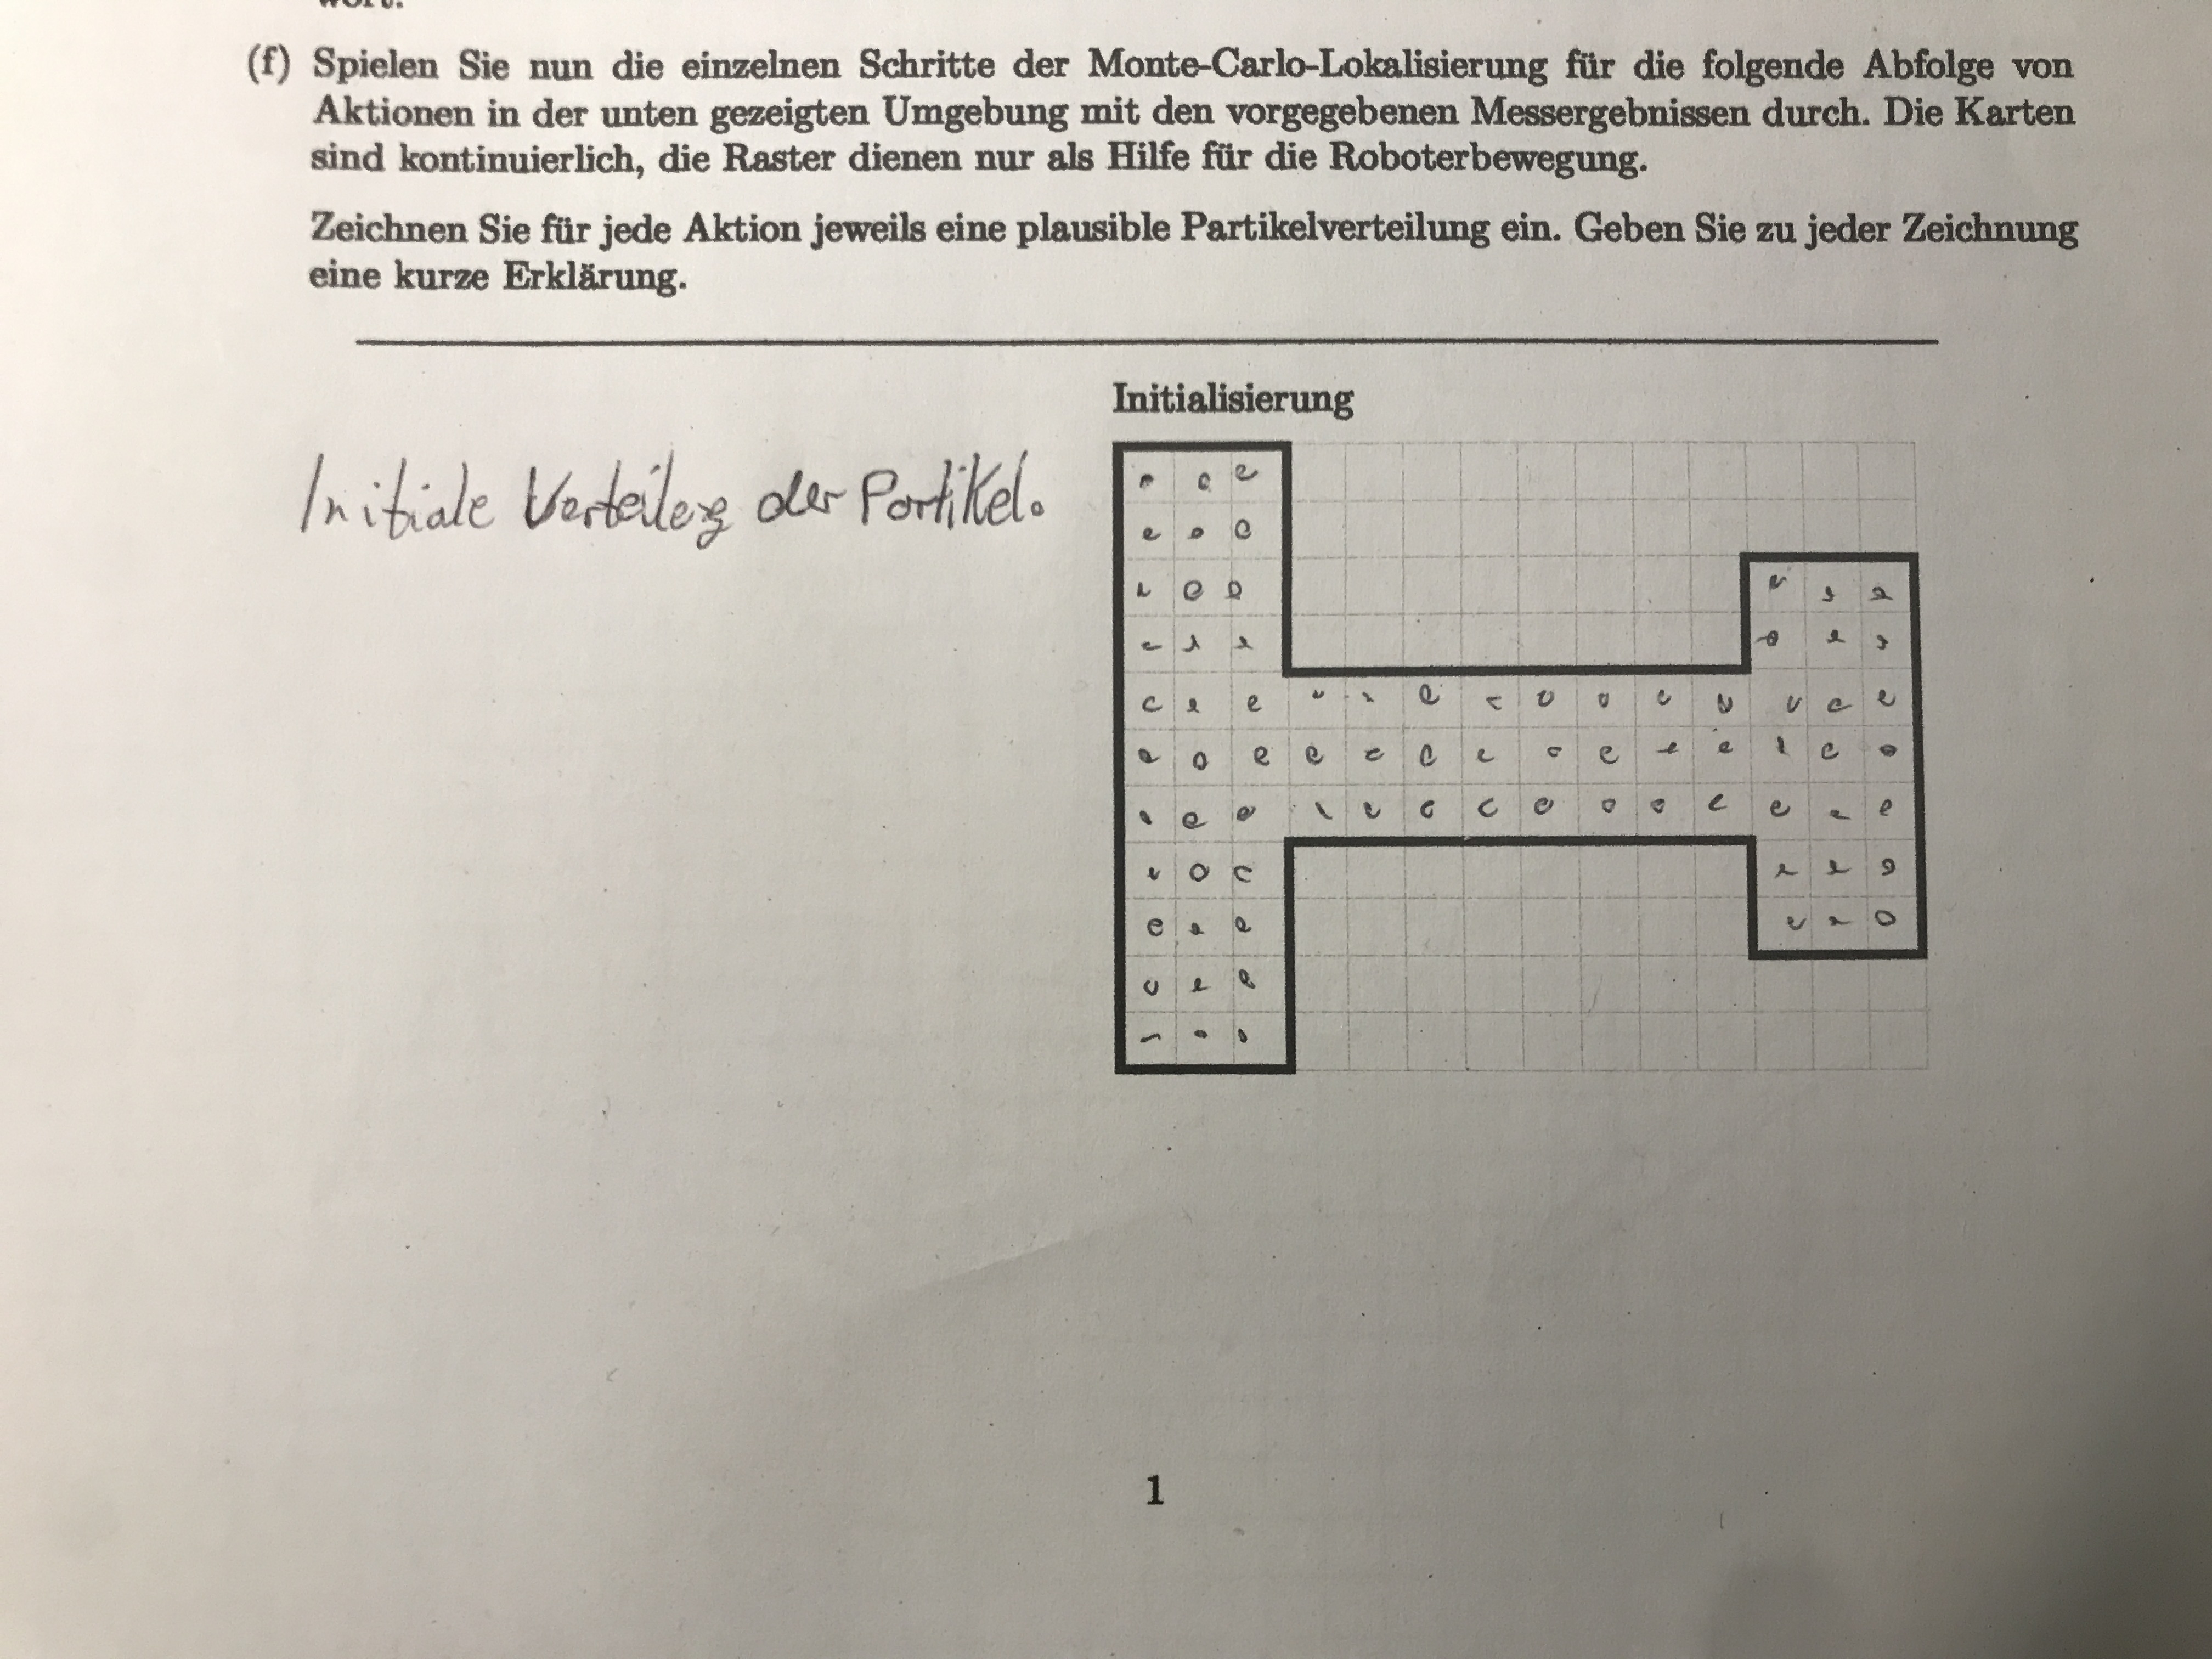 (f) Spielen Sie nun die einzelnen Schritte der Monte-Carlo-Lokalisierung für die folgende Abfolge von
Aktionen in der unten gezeigten Umgebung mit den vorgegebenen Messergebnissen durch. Die Karten
sind kontinuierlich, die Raster dienen nur als Hilfe für die Roboterbewegung.
Zeichnen Sie für jede Aktion jeweils eine plausible Partikelverteilung ein. Geben Sie zu jeder Zeichnung
eine kurze Erklärung.
Initialisierung
Initiale der Partikel.
1